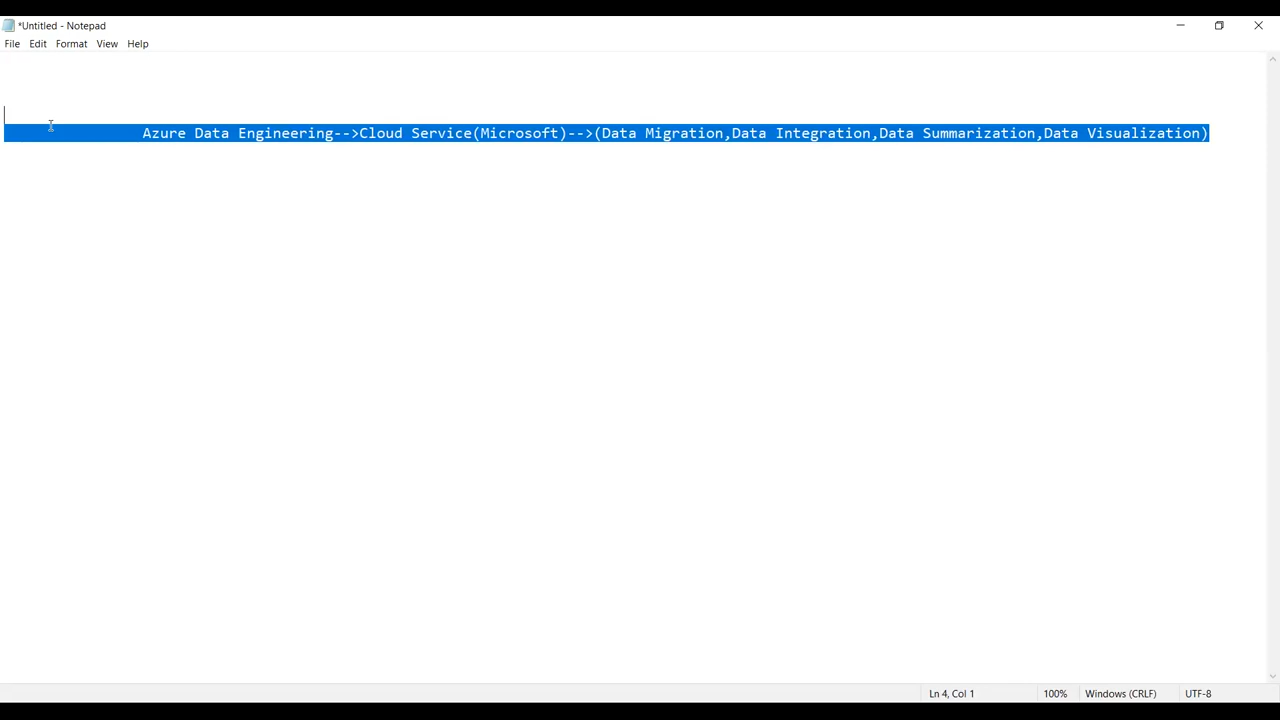 *Untitled - Notepad
File Edit Format View Help
Azure Data Engineering-->Cloud Service(Microsoft)-->(Data Migration,Data Integration,Data Summarization,Data Visualization)
Ln 4, Col 1 100% Windows (CRLF) UTF-8